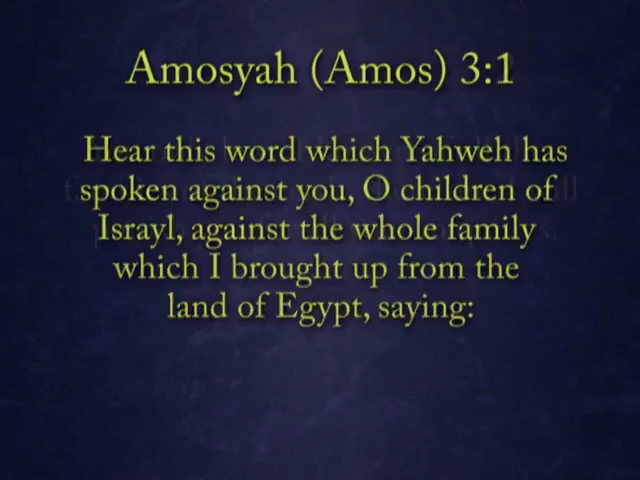 Amosyah (Amos) 3:1
Hear this word which Yahweh has
spoken against you, O children of
Israyl, against the whole family
which I brought up from the
land of Egypt, saying: